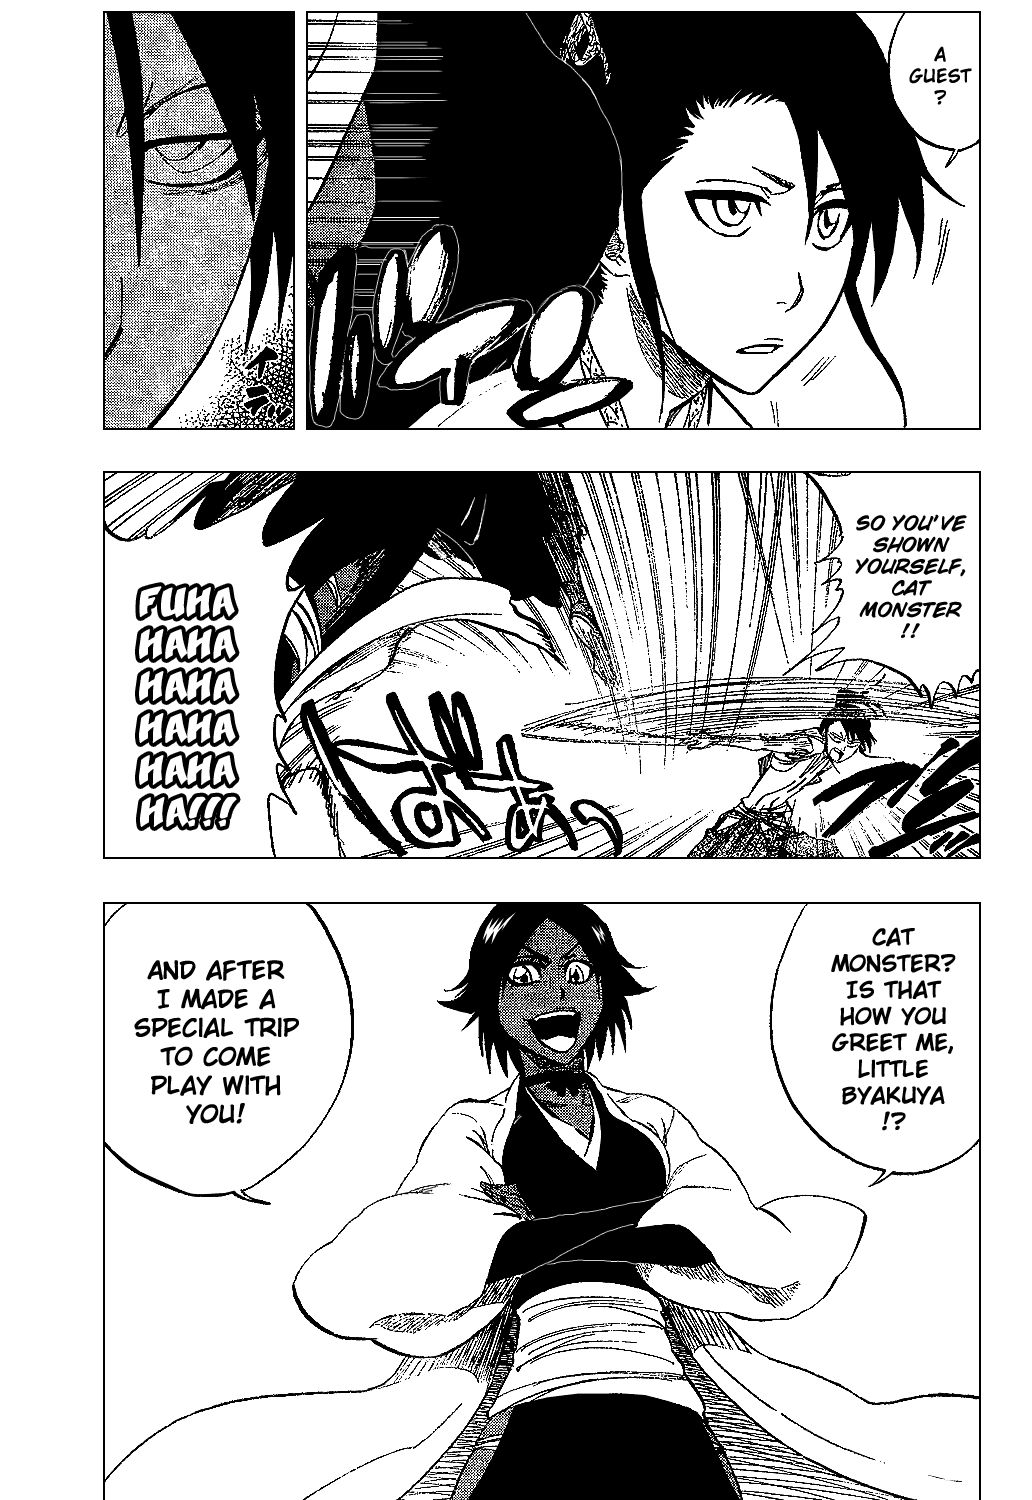 A
GUEST
?
SO YOU'VE
SHOWN
YOURSELF,
CAT
MONSTER
!!
FUHA
HAHA
HAHA
HAHA
HAHA
HA!!!
CAT
MONSTER?
IS THAT
HOW YOU
GREET ME,
LITTLE
BYAKUYA
!?
AND AFTER
I MADE A
SPECIAL TRIP
TO COME
PLAY WITH
YOU!